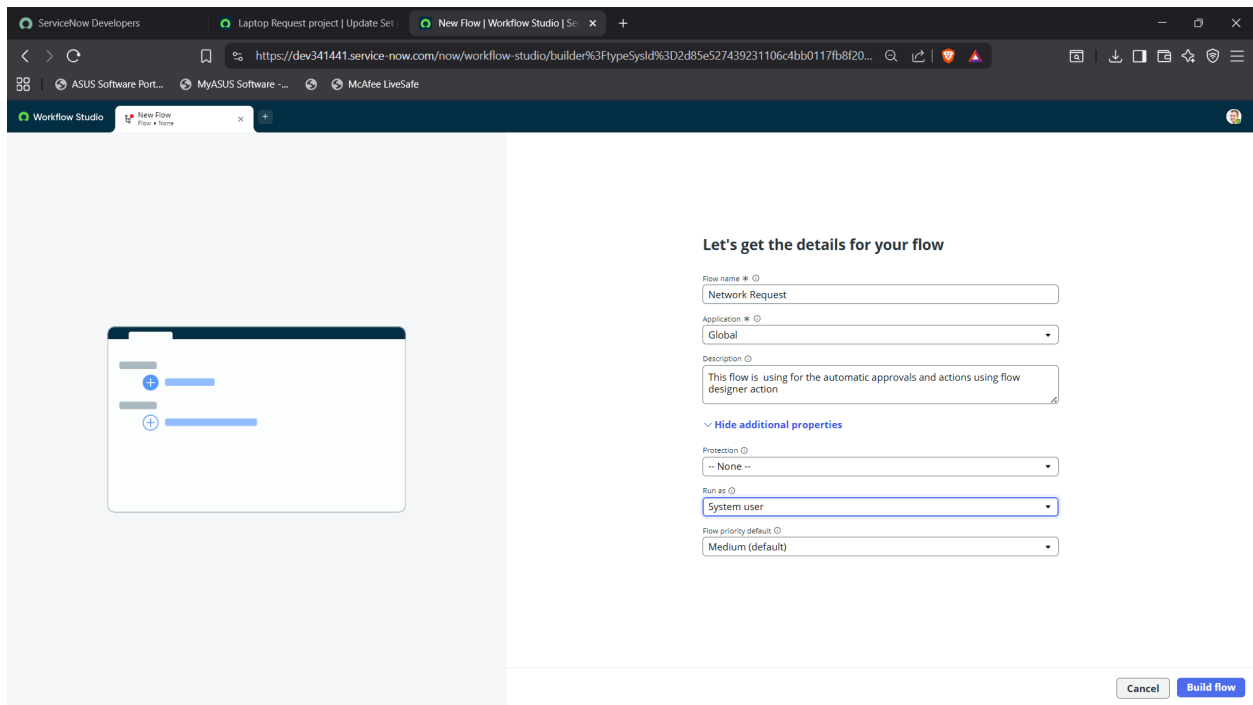 ServiceNow Developers
Laptop Request project | Update Set
New Flow | Workflow Studio | Se
https://dev341441.service-now.com/now/workflow-studio/builder%3FtypeSysId%3D2d85e527439231106c4bb0117fb8f20...
ASUS Software Port...
MyASUS Software -...
McAfee LiveSafe
Workflow Studio
New Flow
Flow • None
Let's get the details for your flow
Flow name *
Network Request
Application *
Global
Description
This flow is  using for the automatic approvals and actions using flow
designer action
Hide additional properties
Protection
-- None --
Run as
System user
Flow priority default
Medium (default)
Cancel
Build flow